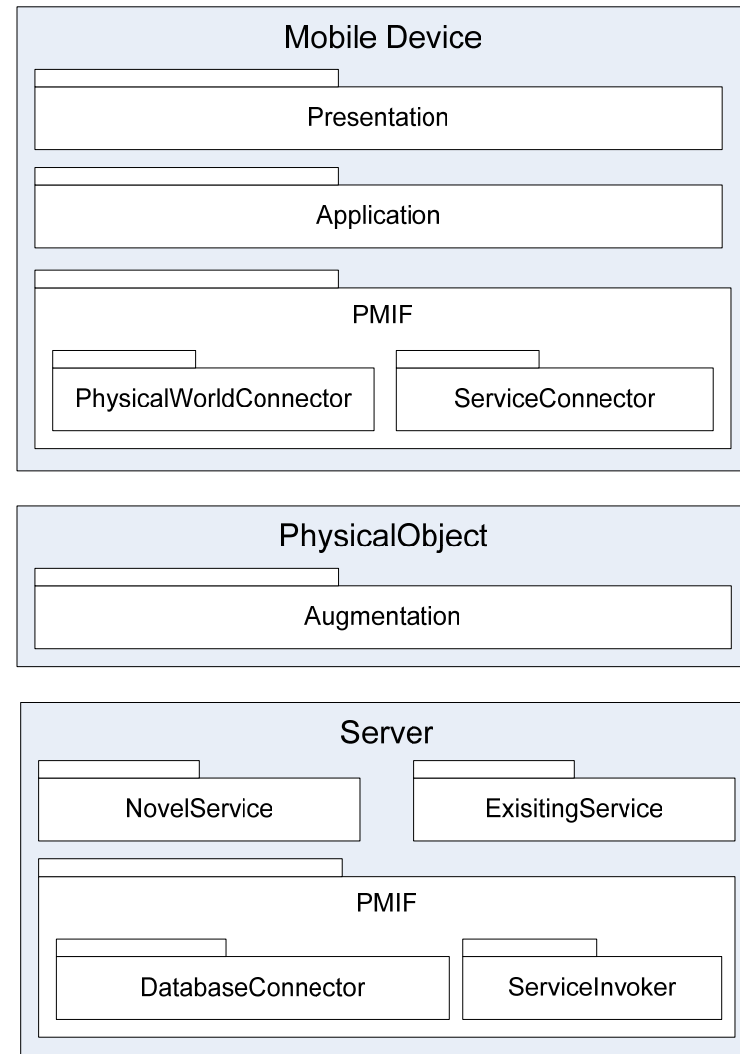 Mobile Device
Presentation
Application
PMIF
PhysicalWorldConnector
ServiceConnector
PhysicalObject
Augmentation
Server
NovelService
ExisitingService
PMIF
DatabaseConnector
ServiceInvoker